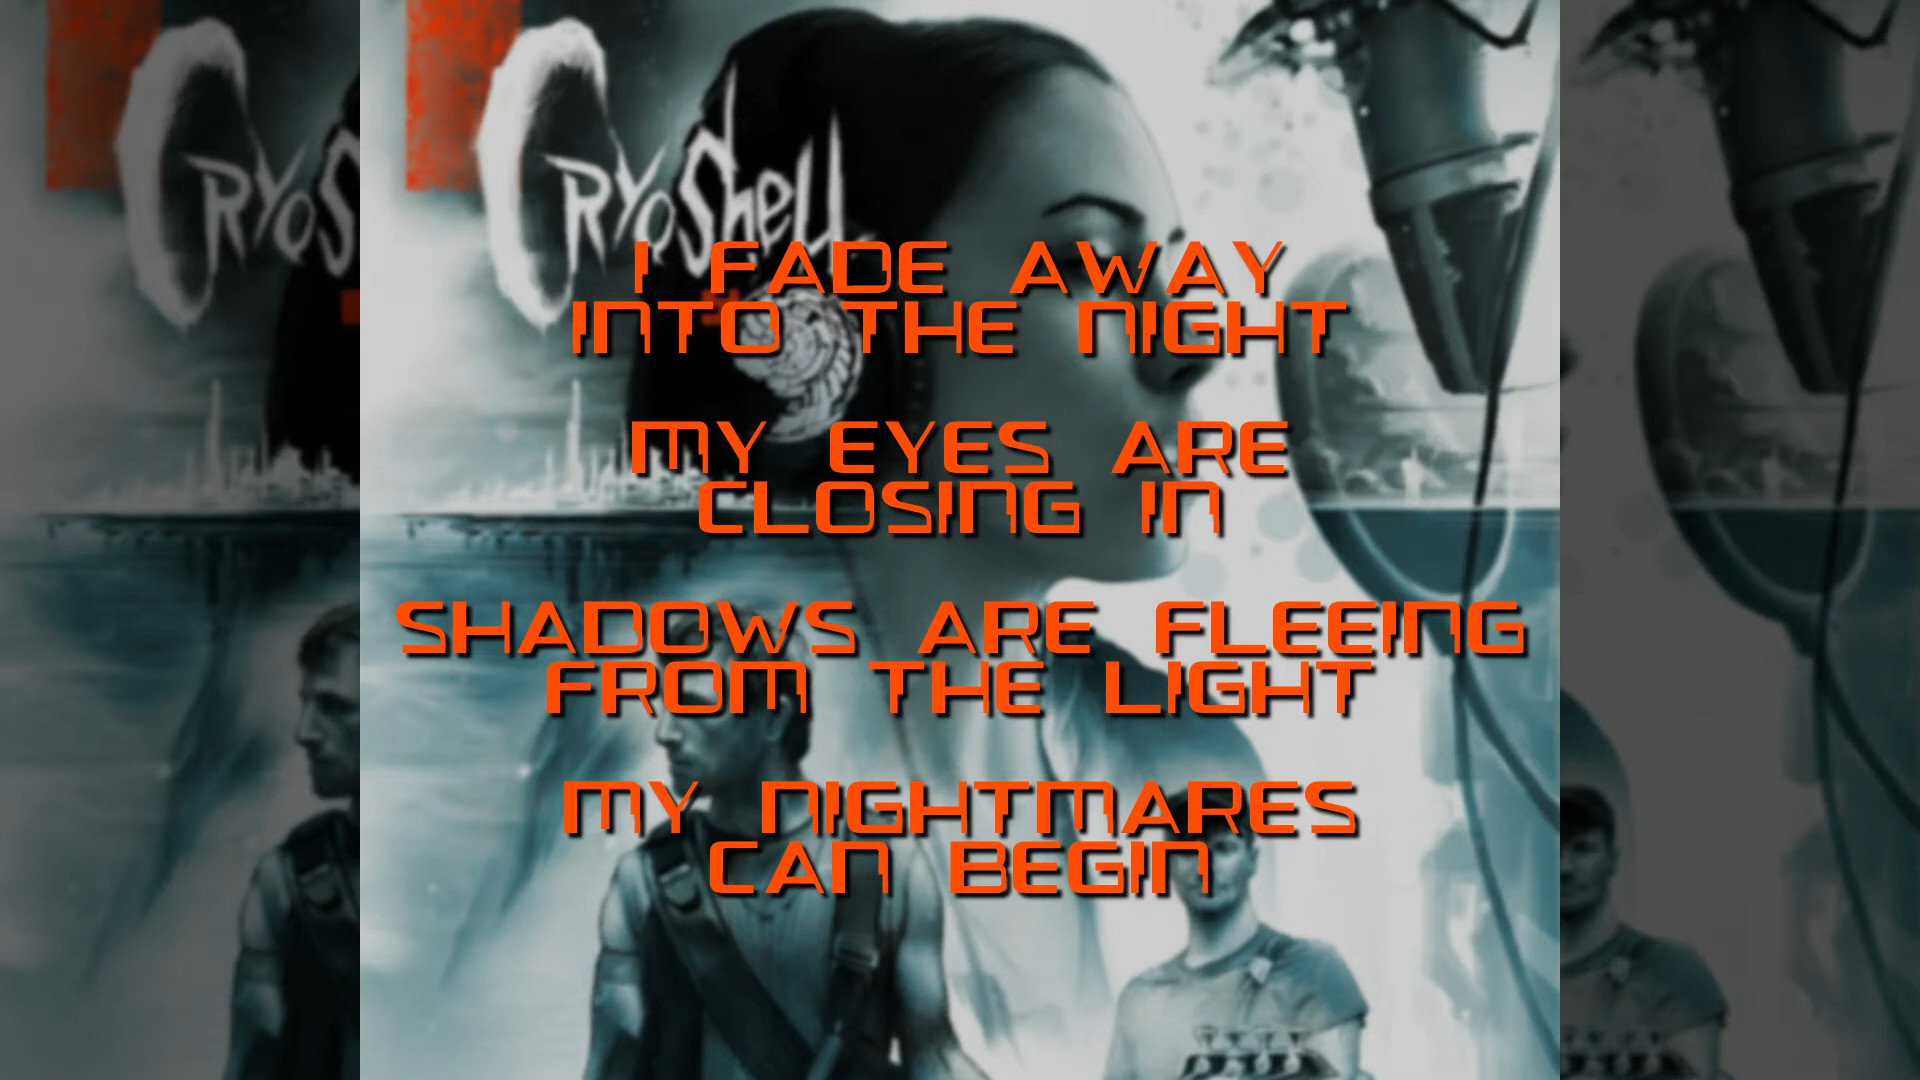 CryoShell
I FADE AWAY
INTO THE NIGHT
MY EYES ARE
CLOSING IN
SHADOWS ARE FLEEING
FROM THE LIGHT
MY NIGHTMARES
CAN BEGIN